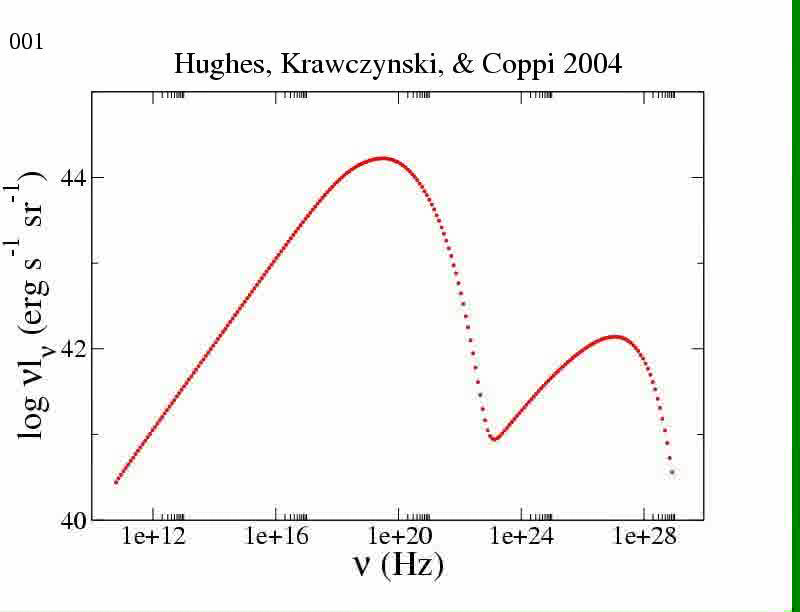 001
Hughes, Krawczynski, & Coppi 2004
log νIν (erg s-1 sr-1)
44
42
40
1e+12 1e+16 1e+20 1e+24 1e+28
ν (Hz)